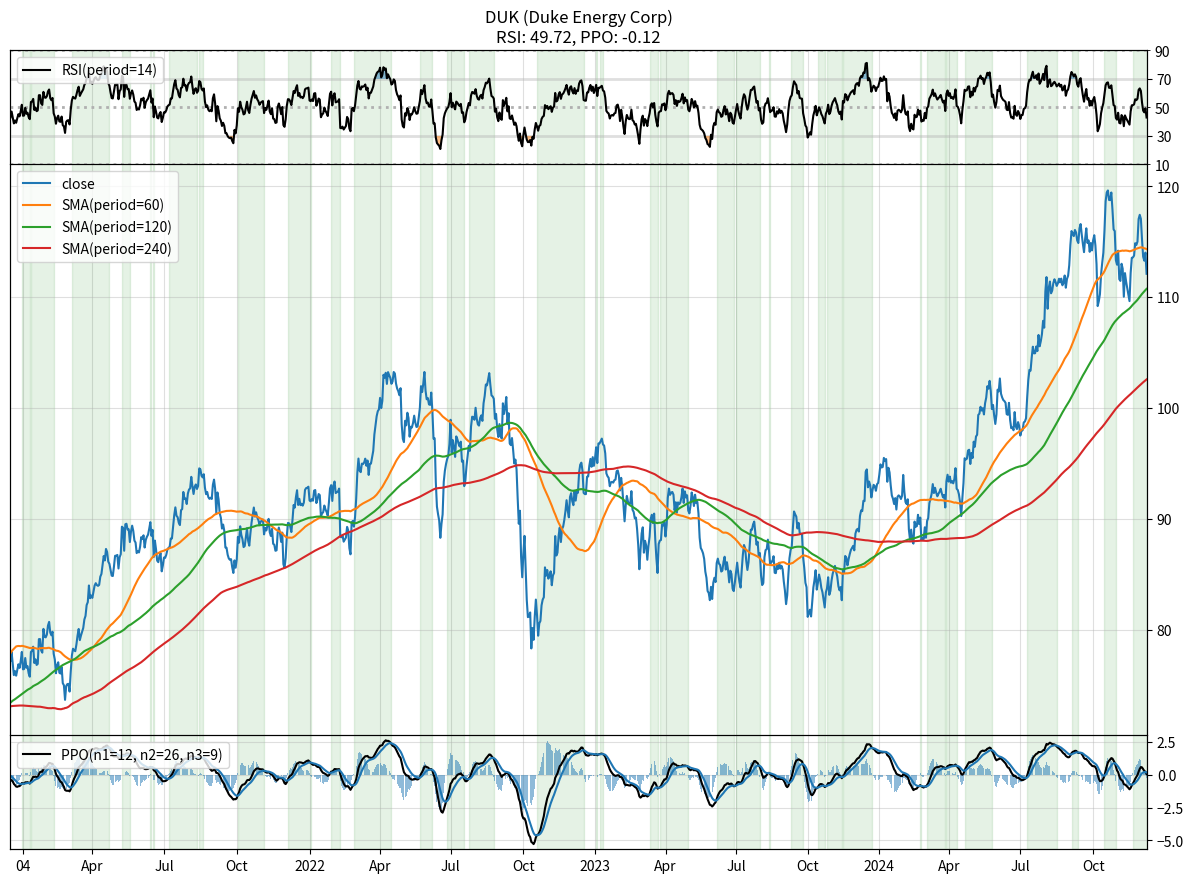 DUK (Duke Energy Corp)
RSI: 49.72, PPO: -0.12
RSI(period=14)
90
70
50
30
10
close
SMA(period=60)
SMA(period=120)
SMA(period=240)
120
110
100
90
80
PPO(n1=12, n2=26, n3=9)
2.5
0.0
−2.5
−5.0
04 Apr Jul Oct 2022 Apr Jul Oct 2023 Apr Jul Oct 2024 Apr Jul Oct